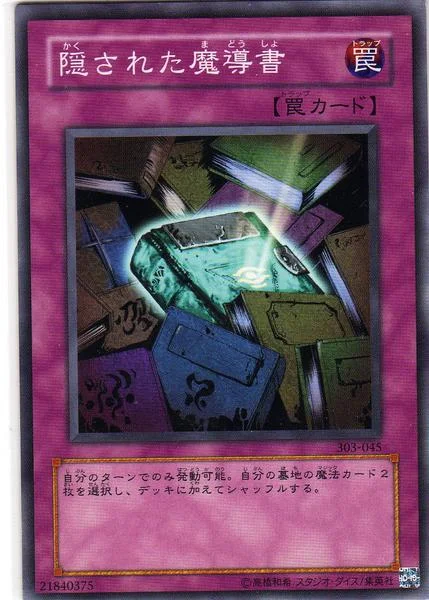 隠された魔導書
罠
【罠カード】
303-045
自分のターンでのみ発動可能。自分の墓地の魔法カード2
枚を選択し、デッキに加えてシャッフルする。
21840375
©高橋和希 スタジオ・ダイス/集英社